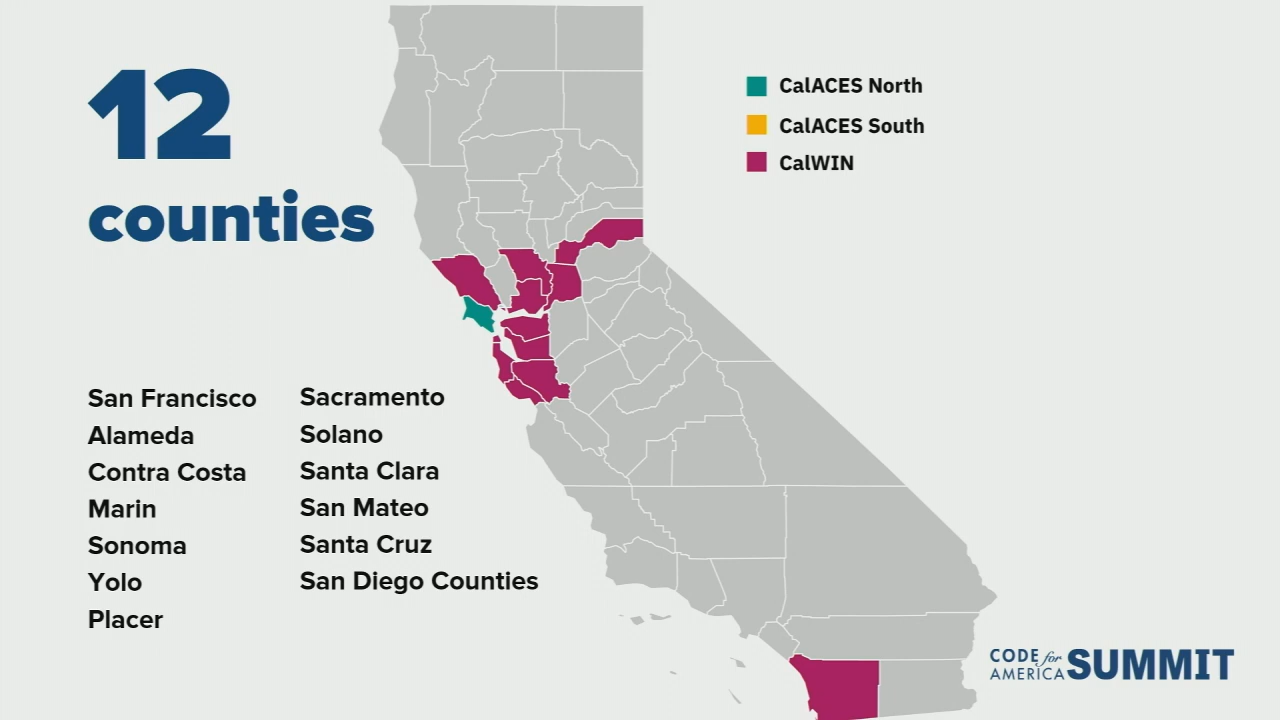 12
counties
CalACES North
CalACES South
CalWIN
San Francisco
Alameda
Contra Costa
Marin
Sonoma
Yolo
Placer
Sacramento
Solano
Santa Clara
San Mateo
Santa Cruz
San Diego Counties
CODE for
AMERICA SUMMIT